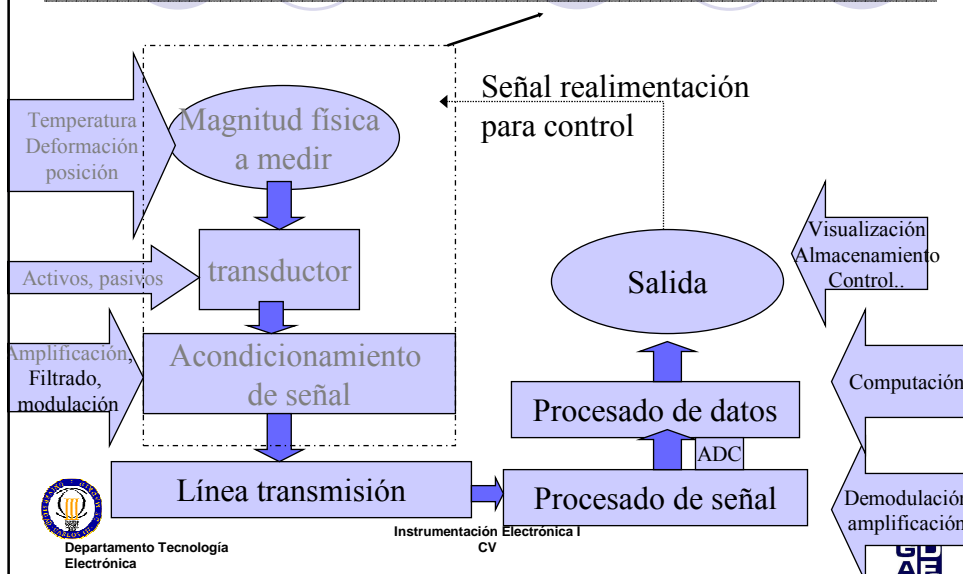 Temperatura
Deformación
posición
Magnitud física
a medir
Señal realimentación
para control
Activos, pasivos
transductor
Visualización
Almacenamiento
Control..
Salida
Amplificación,
Filtrado,
modulación
Acondicionamiento
de señal
Procesado de datos
Computación
ADC
Línea transmisión
Procesado de señal
Demodulación
amplificación
Departamento Tecnología
Electrónica
Instrumentación Electrónica I
CV